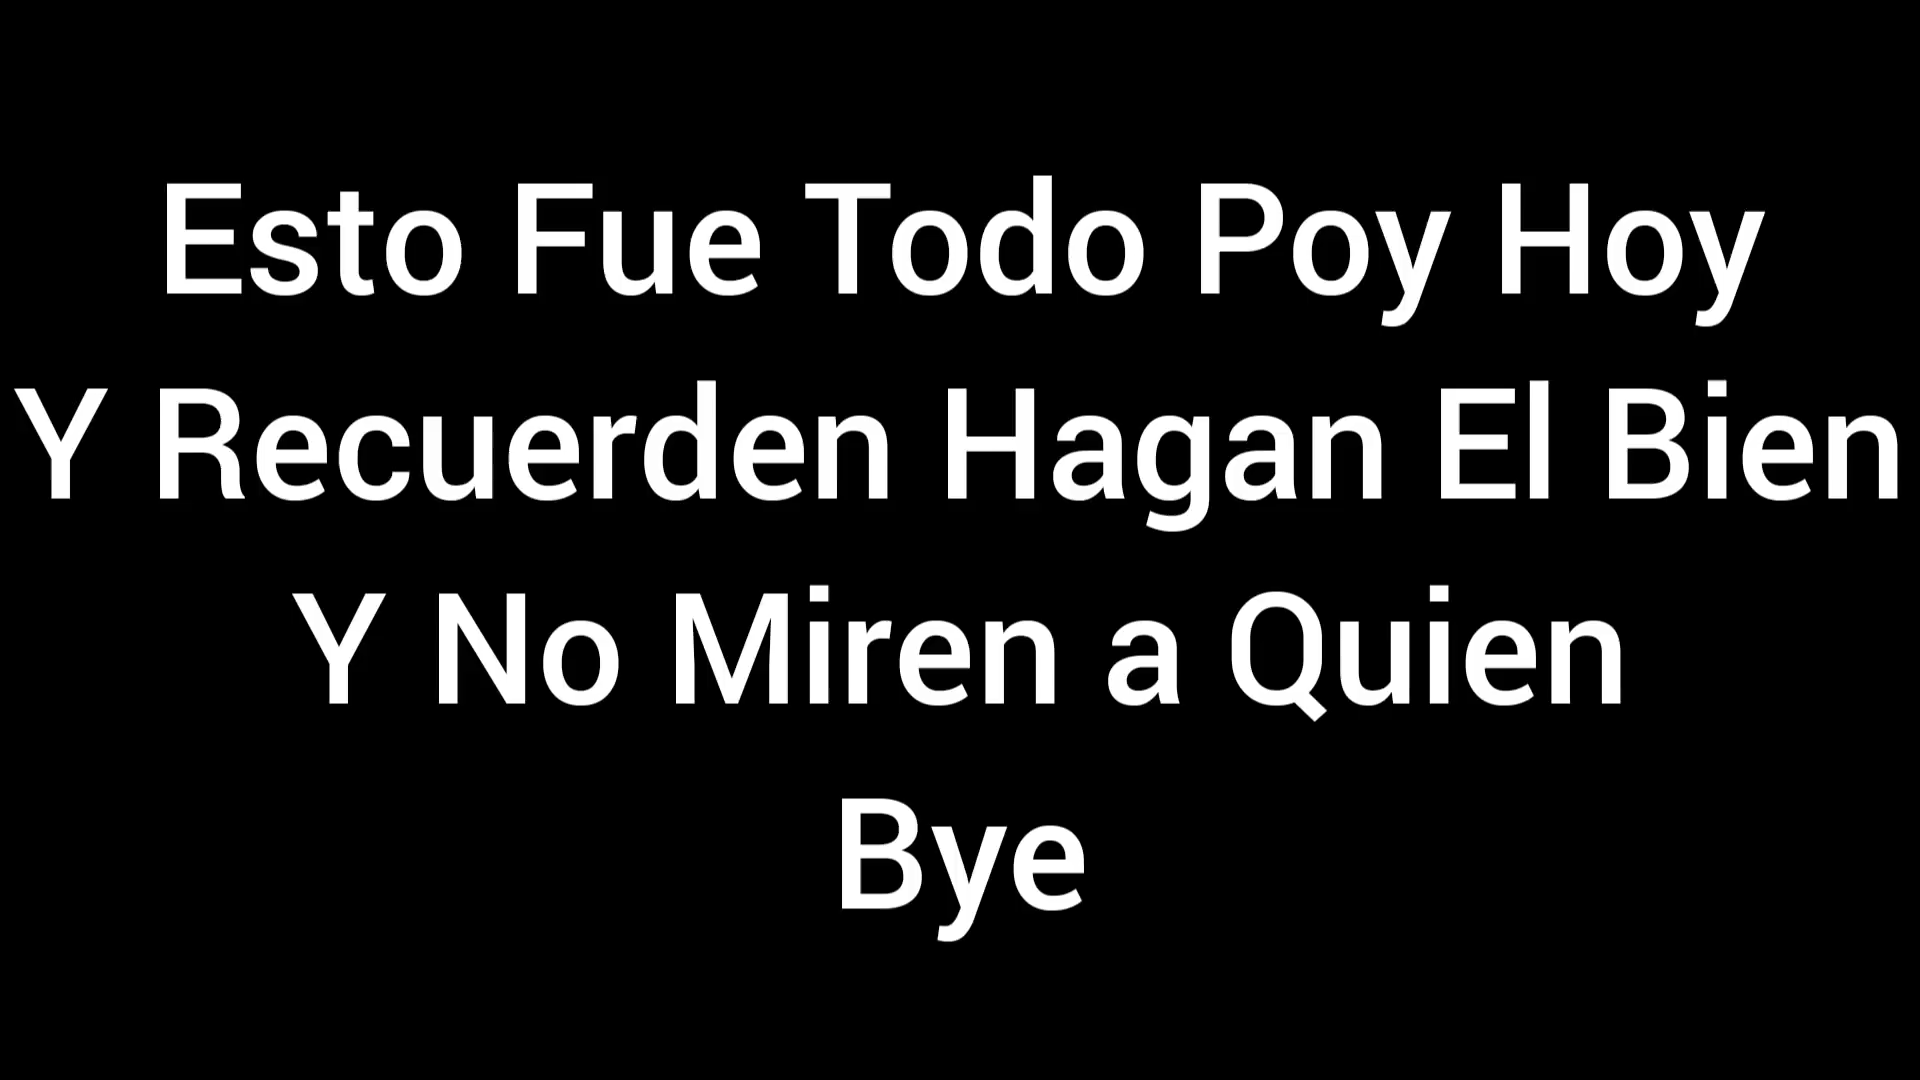 Esto Fue Todo Poy Hoy
Y Recuerden Hagan El Bien
Y No Miren a Quien
Bye